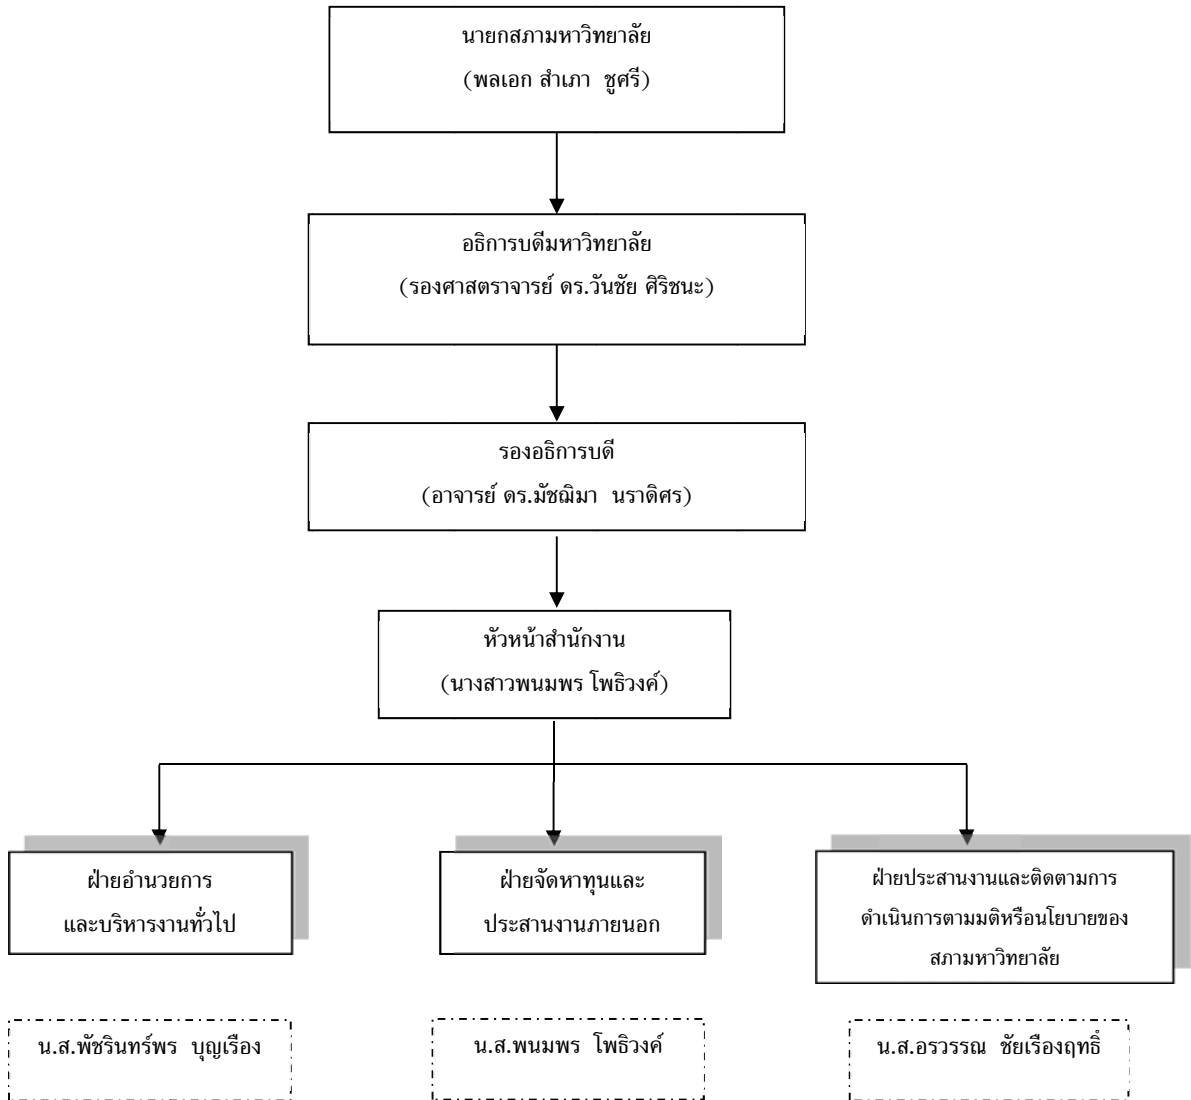 นายกสภามหาวิทยาลัย
(พลเอก สำเภา ชูศรี)
อธิการบดีมหาวิทยาลัย
(รองศาสตราจารย์ ดร.วันชัย ศิริชนะ)
รองอธิการบดี
(อาจารย์ ดร.มัชฌิมา นราดิศร)
หัวหน้าสำนักงาน
(นางสาวพนมพร โพธิวงค์)
ฝ่ายอำนวยการ
และบริหารงานทั่วไป
ฝ่ายจัดหาทุนและ
ประสานงานภายนอก
ฝ่ายประสานงานและติดตามการ
ดำเนินการตามมติหรือนโยบายของ
สภามหาวิทยาลัย
น.ส.พัชรินทร์พร บุญเรือง
น.ส.พนมพร โพธิวงค์
น.ส.อรวรรณ ชัยเรืองฤทธิ์